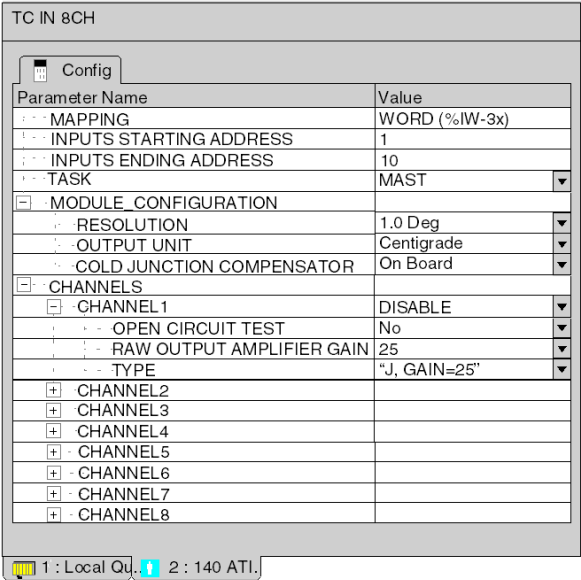 TC IN 8CH
Config
Parameter Name Value
MAPPING WORD (%IW-3x)
INPUTS STARTING ADDRESS 1
INPUTS ENDING ADDRESS 10
TASK MAST
MODULE_CONFIGURATION
RESOLUTION 1.0 Deg
OUTPUT UNIT Centigrade
COLD JUNCTION COMPENSATOR On Board
CHANNELS
CHANNEL1 DISABLE
OPEN CIRCUIT TEST No
RAW OUTPUT AMPLIFIER GAIN 25
TYPE “J, GAIN=25”
CHANNEL2
CHANNEL3
CHANNEL4
CHANNEL5
CHANNEL6
CHANNEL7
CHANNEL8
1 : Local Qu... 2 : 140 ATI.